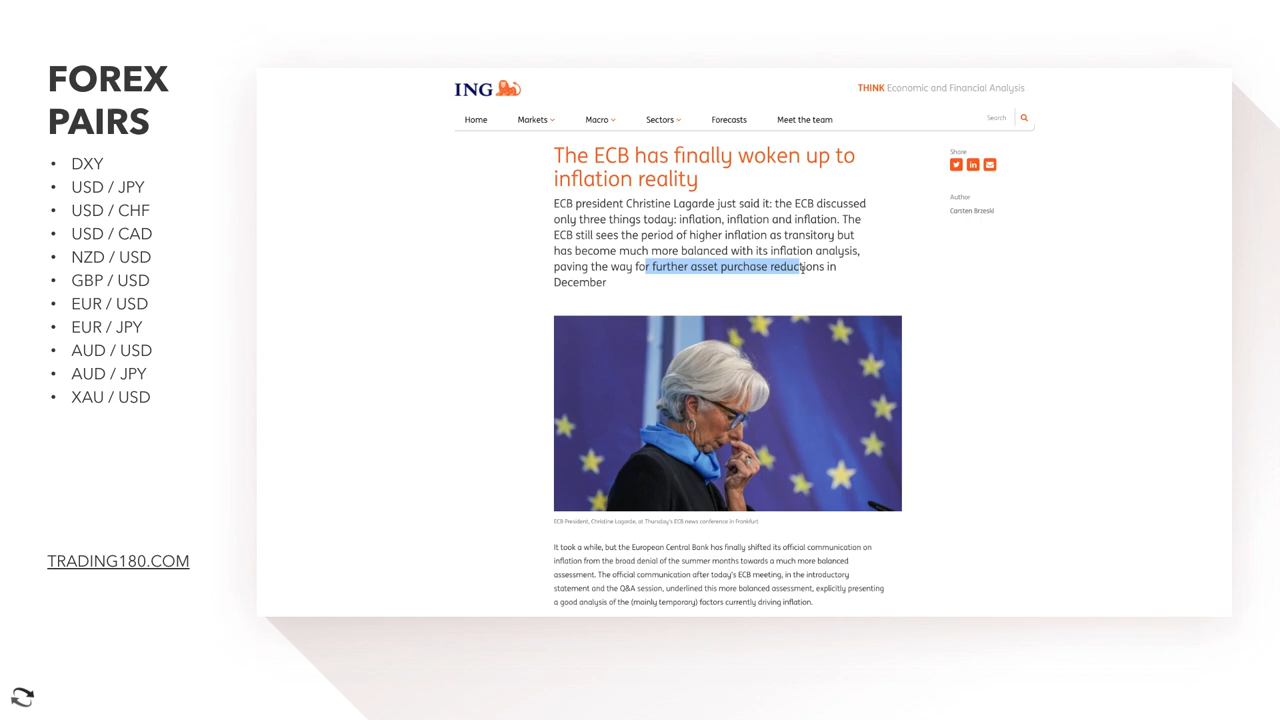 FOREX
PAIRS
• DXY
• USD / JPY
• USD / CHF
• USD / CAD
• NZD / USD
• GBP / USD
• EUR / USD
• EUR / JPY
• AUD / USD
• AUD / JPY
• XAU / USD
TRADING180.COM
ING
THINK Economic and Financial Analysis
Home Markets Macro Sectors Forecasts Meet the team
Search
The ECB has finally woken up to
inflation reality
ECB president Christine Lagarde just said it: the ECB discussed
only three things today: inflation, inflation and inflation. The
ECB still sees the period of higher inflation as transitory but
has become much more balanced with its inflation analysis,
paving the way for further asset purchase reductions in
December
Share
Author
Carsten Brzeski
ECB President, Christine Lagarde, at Thursday's ECB news conference in Frankfurt
It took a while, but the European Central Bank has finally shifted its official communication on
inflation from the broad denial of the summer months towards a much more balanced
assessment. The official communication after today's ECB meeting, in the introductory
statement and the Q&A session, underlined this more balanced assessment, explicitly presenting
a good analysis of the (mainly temporary) factors currently driving inflation.